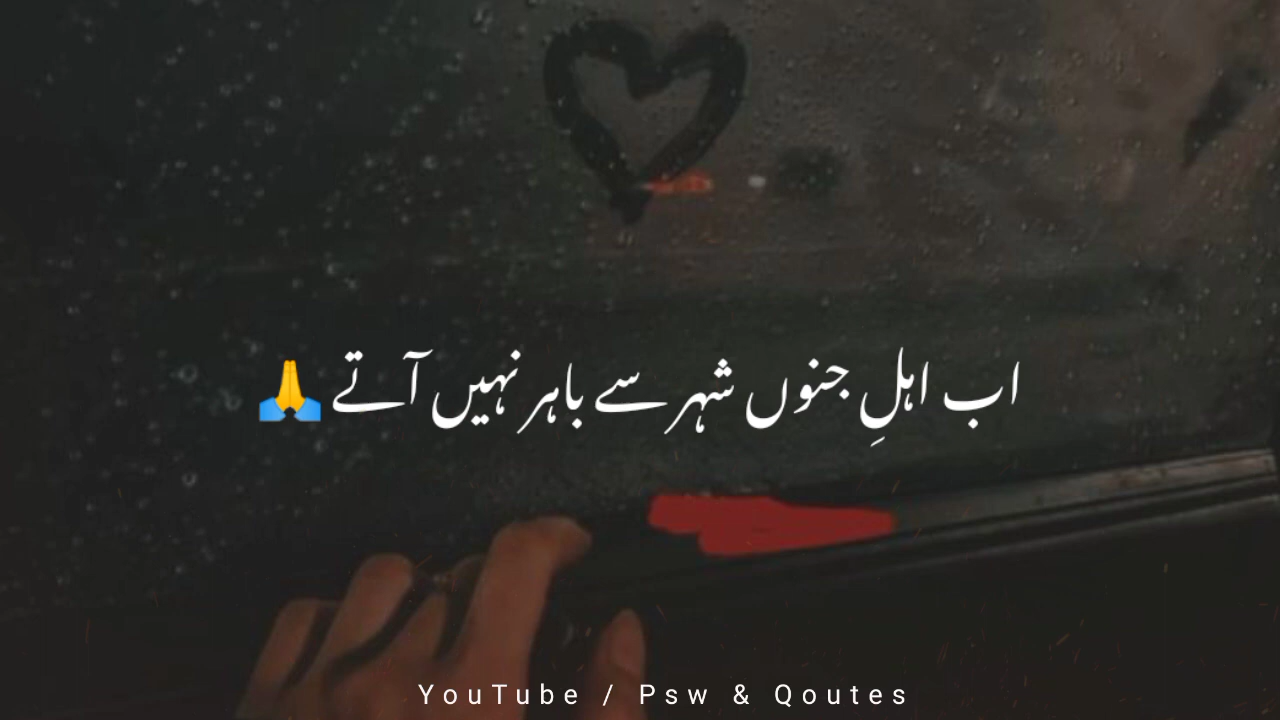 اب اہلِ جنوں شہر سے باہر نہیں آتے 🙏
YouTube / Psw & Qoutes